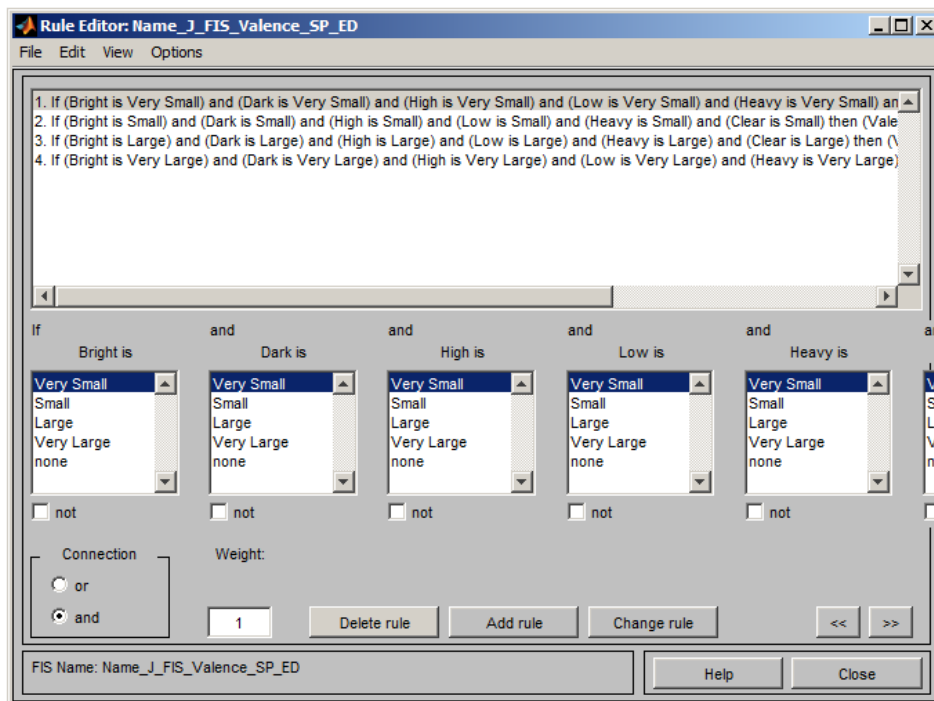 Rule Editor: Name_J_FIS_Valence_SP_ED
File Edit View Options
1. If (Bright is Very Small) and (Dark is Very Small) and (High is Very Small) and (Low is Very Small) and (Heavy is Very Small) an
2. If (Bright is Small) and (Dark is Small) and (High is Small) and (Low is Small) and (Heavy is Small) and (Clear is Small) then (Vale
3. If (Bright is Large) and (Dark is Large) and (High is Large) and (Low is Large) and (Heavy is Large) and (Clear is Large) then (V
4. If (Bright is Very Large) and (Dark is Very Large) and (High is Very Large) and (Low is Very Large) and (Heavy is Very Large)
If and and and and a
Bright is Dark is High is Low is Heavy is
Very Small Very Small Very Small Very Small Very Small V
Small Small Small Small Small S
Large Large Large Large Large L
Very Large Very Large Very Large Very Large Very Large V
none none none none none n
not not not not not
Connection Weight:
or
and 1 Delete rule Add rule Change rule << >>
FIS Name: Name_J_FIS_Valence_SP_ED Help Close